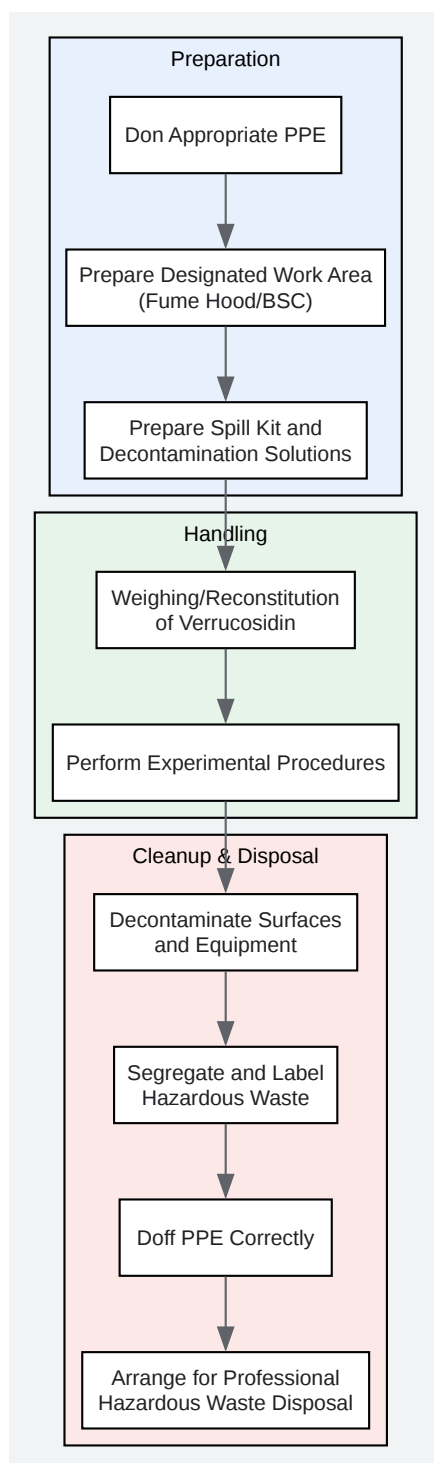 Preparation
Don Appropriate PPE
Prepare Designated Work Area
(Fume Hood/BSC)
Prepare Spill Kit and
Decontamination Solutions
Handling
Weighing/Reconstitution
of Verrucosidin
Perform Experimental Procedures
Cleanup & Disposal
Decontaminate Surfaces
and Equipment
Segregate and Label
Hazardous Waste
Doff PPE Correctly
Arrange for Professional
Hazardous Waste Disposal